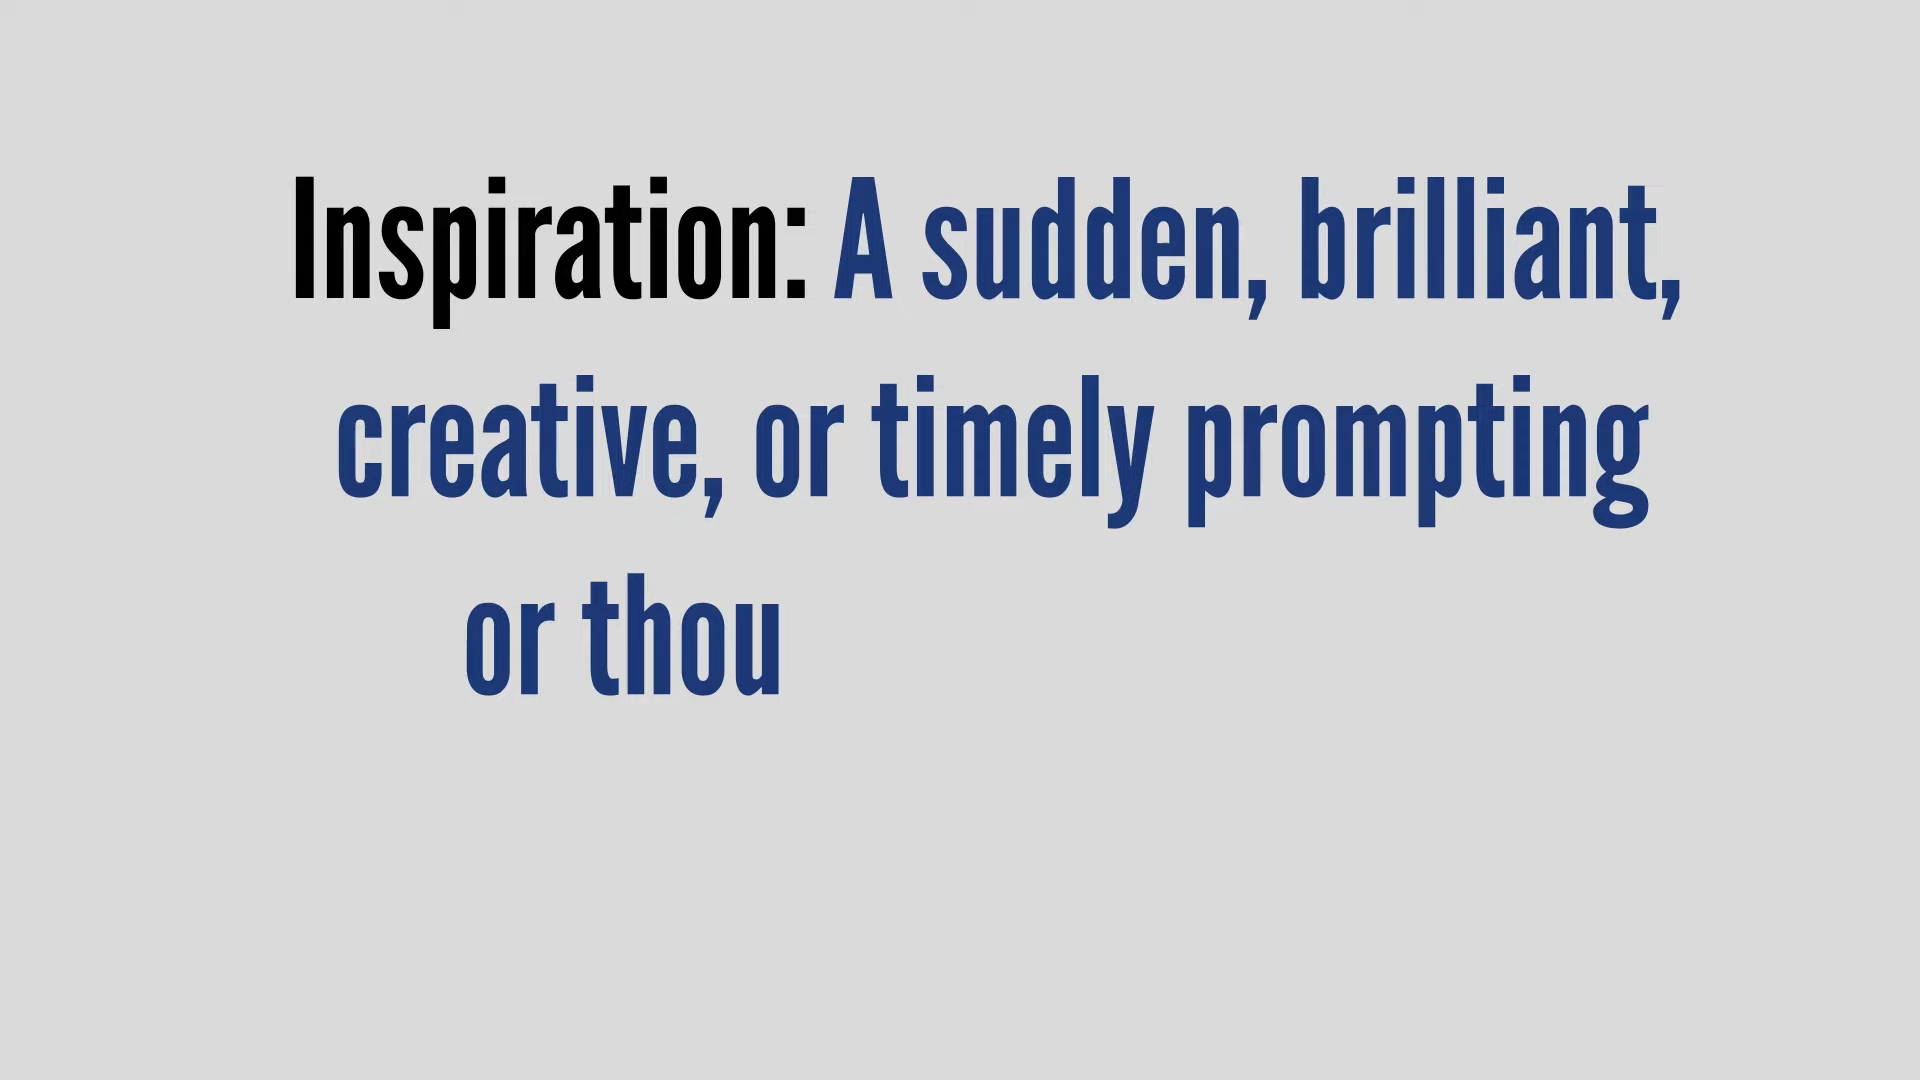 Inspiration: A sudden, brilliant,
creative, or timely prompting
or thou